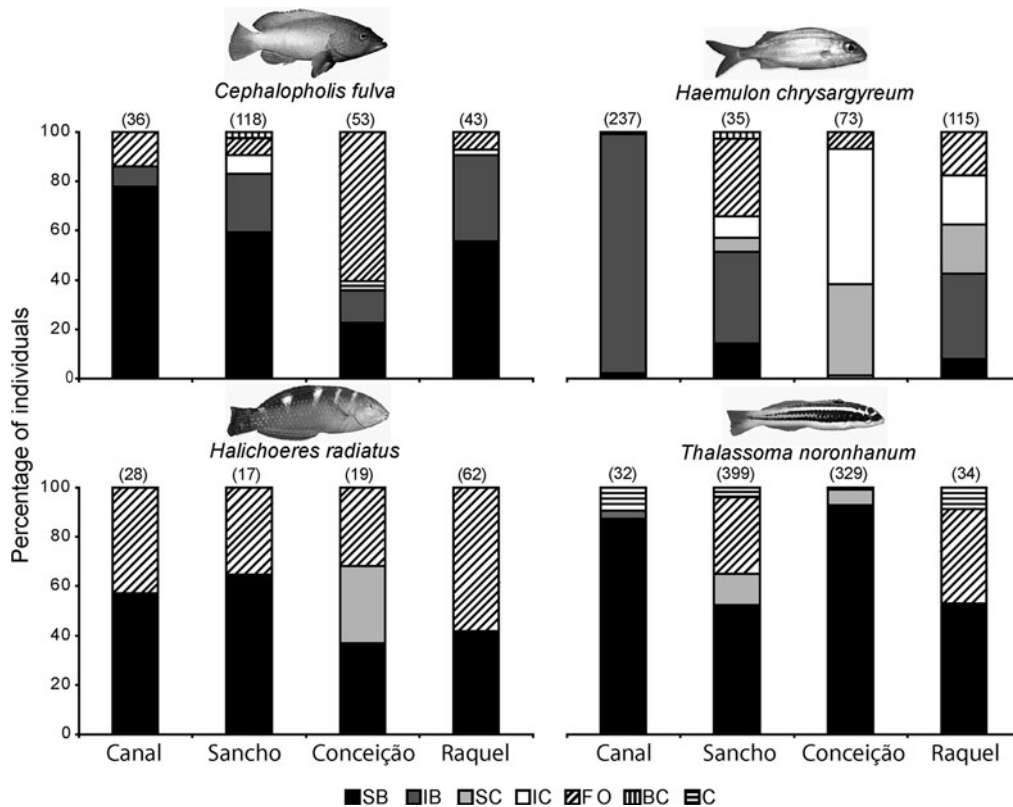 Cephalopholis fulva
Haemulon chrysargyreum
(36) (118) (53) (43)
(237) (35) (73) (115)
100
80
60
40
20
0
Halichoeres radiatus
Thalassoma noronhanum
(28) (17) (19) (62)
(32) (399) (329) (34)
100
80
60
40
20
0
Percentage of individuals
Canal Sancho Conceição Raquel
Canal Sancho Conceição Raquel
SB IB SC IC FO BC C